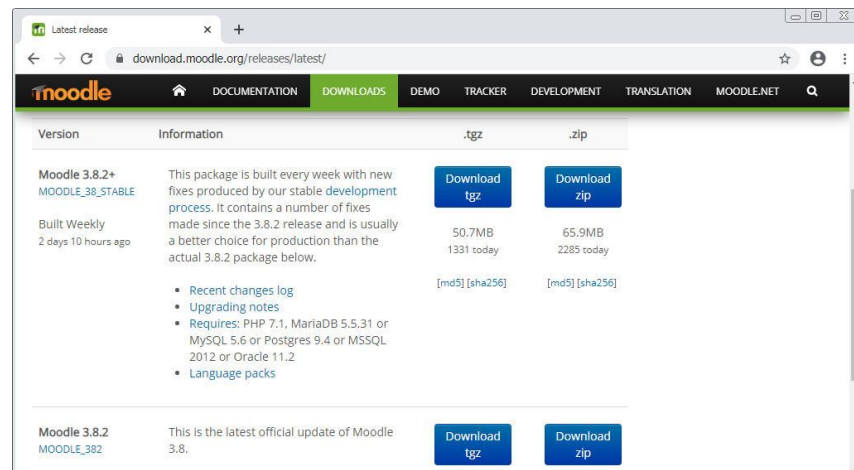 Latest release
download.moodle.org/releases/latest/
moodle DOCUMENTATION DOWNLOADS DEMO TRACKER DEVELOPMENT TRANSLATION MOODLE.NET
Version Information .tgz .zip
Moodle 3.8.2+
MOODLE_38_STABLE
Built Weekly
2 days 10 hours ago
This package is built every week with new
fixes produced by our stable development
process. It contains a number of fixes
made since the 3.8.2 release and is usually
a better choice for production than the
actual 3.8.2 package below.
• Recent changes log
• Upgrading notes
• Requires: PHP 7.1, MariaDB 5.5.31 or
MySQL 5.6 or Postgres 9.4 or MSSQL
2012 or Oracle 11.2
• Language packs
Download
tgz
50.7MB
1331 today
[md5] [sha256]
Download
zip
65.9MB
2285 today
[md5] [sha256]
Moodle 3.8.2
MOODLE_382
This is the latest official update of Moodle
3.8.
Download
tgz
Download
zip